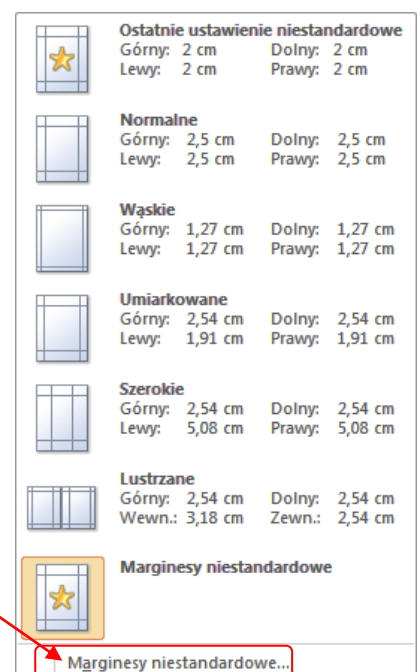 Ostatnie ustawienie niestandardowe
Górny: 2 cm Dolny: 2 cm
Lewy: 2 cm Prawy: 2 cm
Normalne
Górny: 2,5 cm Dolny: 2,5 cm
Lewy: 2,5 cm Prawy: 2,5 cm
Wąskie
Górny: 1,27 cm Dolny: 1,27 cm
Lewy: 1,27 cm Prawy: 1,27 cm
Umiarkowane
Górny: 2,54 cm Dolny: 2,54 cm
Lewy: 1,91 cm Prawy: 1,91 cm
Szerokie
Górny: 2,54 cm Dolny: 2,54 cm
Lewy: 5,08 cm Prawy: 5,08 cm
Lustrzane
Górny: 2,54 cm Dolny: 2,54 cm
Wewn.: 3,18 cm Zewn.: 2,54 cm
Marginesy niestandardowe
Marginesy niestandardowe...